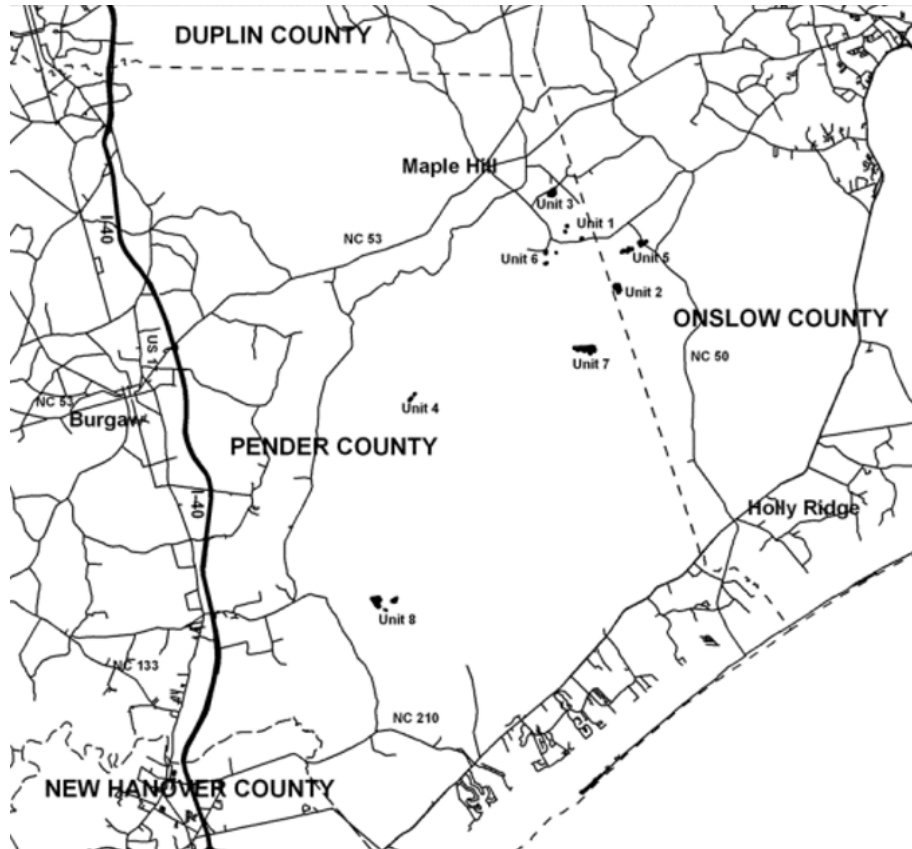 DUPLIN COUNTY
Maple Hill
Unit 3
Unit 1
I-40
NC 53
Unit 6
Unit 5
Unit 2
ONSLOW COUNTY
US 1
Unit 7
NC 50
NC 53
Unit 4
Burgaw
PENDER COUNTY
I-40
Holly Ridge
Unit 8
NC 133
NC 210
NEW HANOVER COUNTY